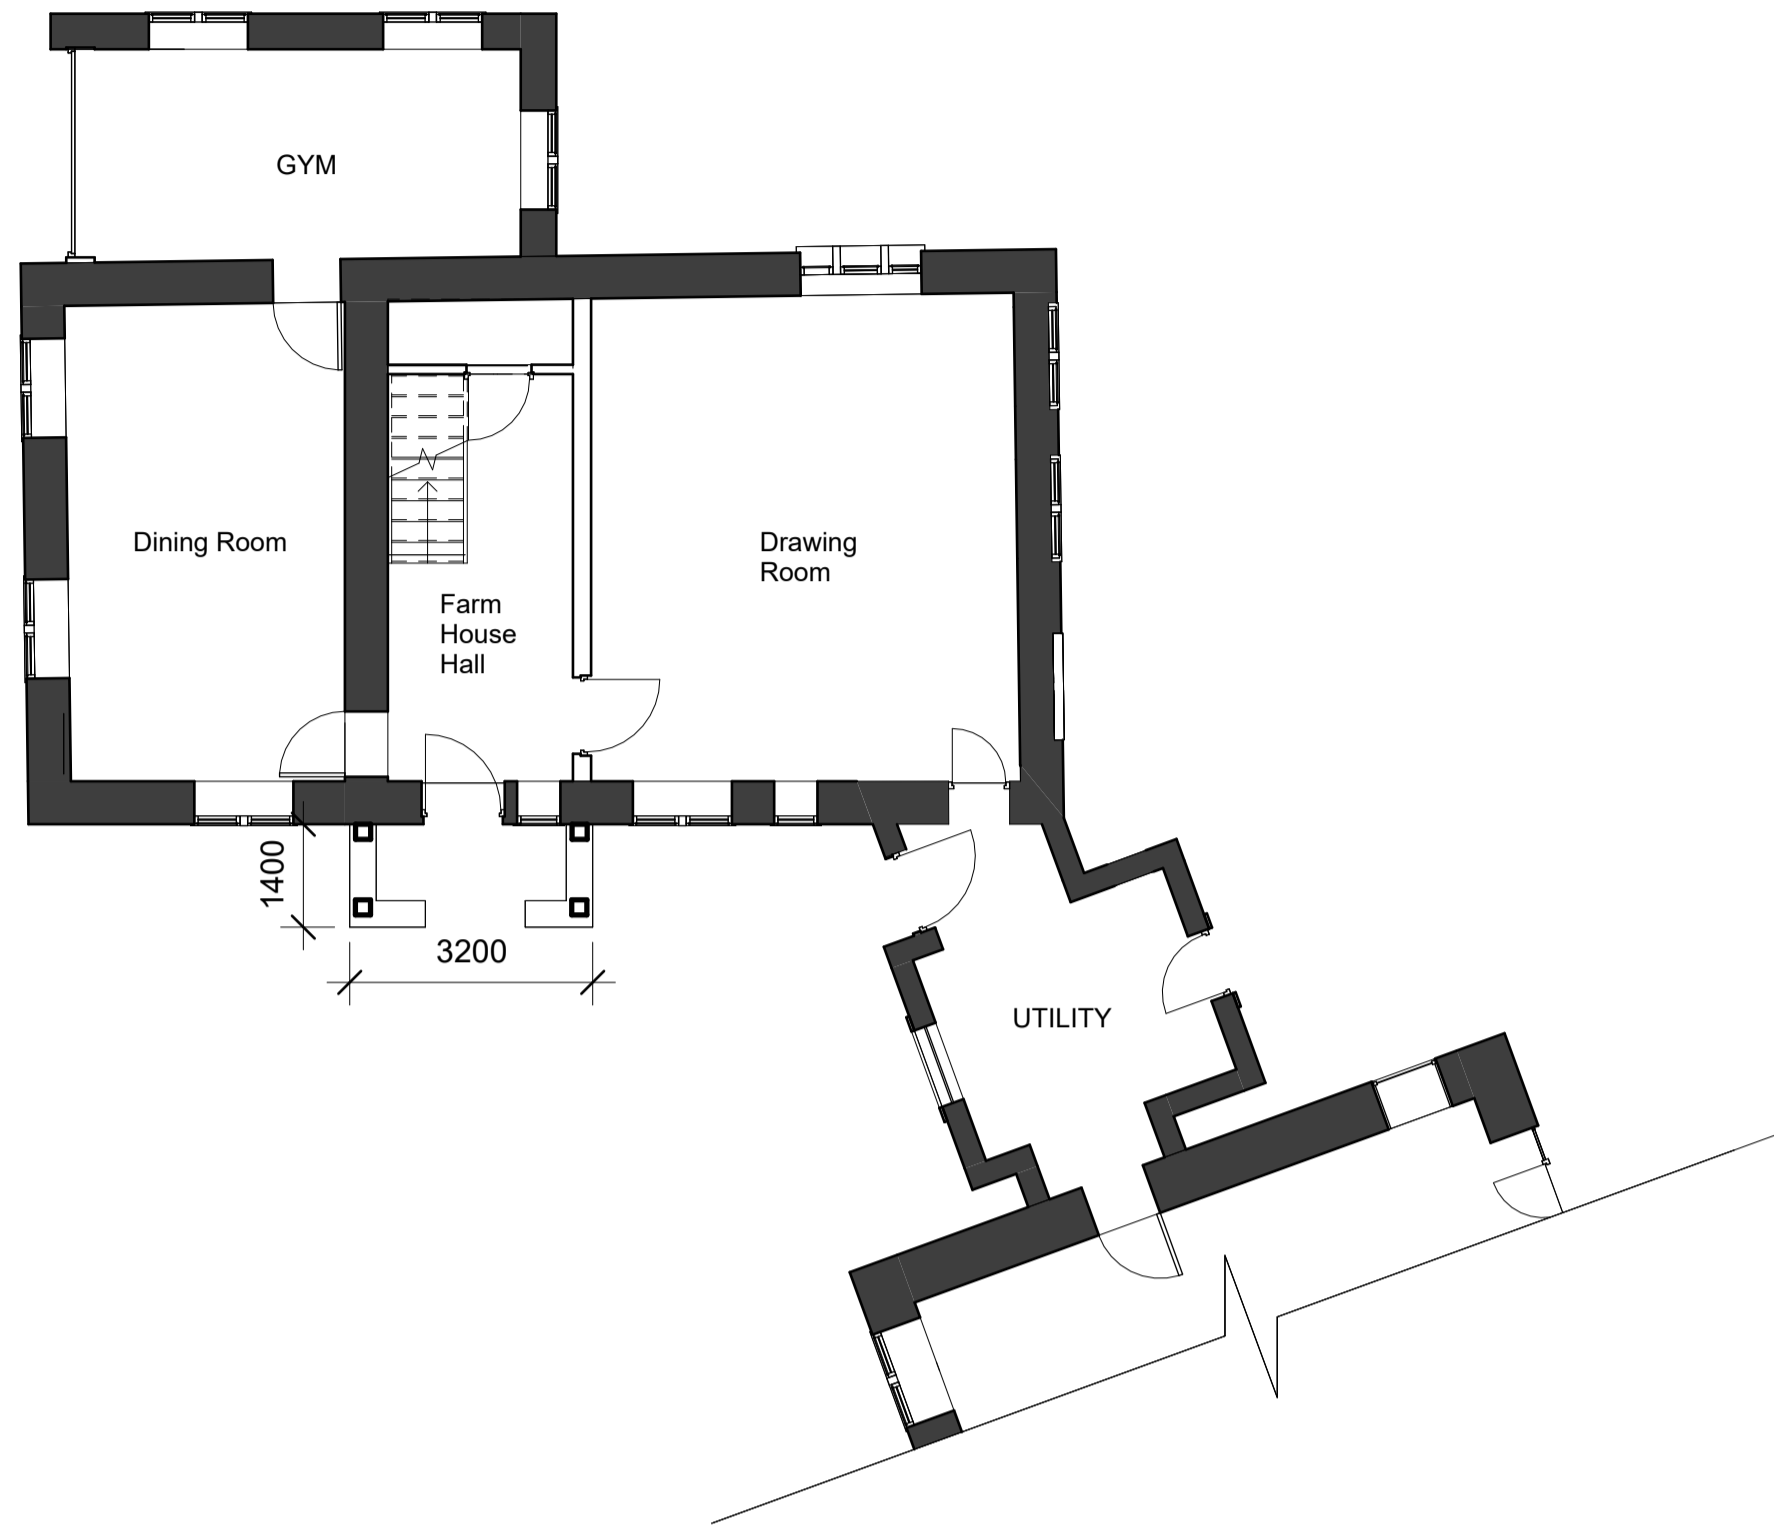 GYM
Dining Room
Drawing
Room
Farm
House
Hall
1400
3200
UTILITY